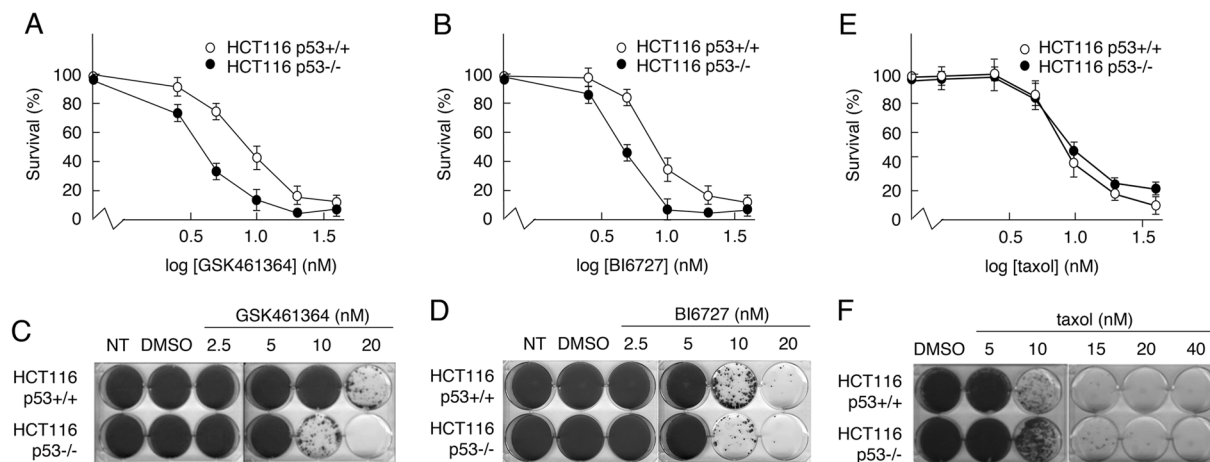 A
HCT116 p53+/+
HCT116 p53-/-
Survival (%)
100
80
60
40
20
0
0.5 1.0 1.5
log [GSK461364] (nM)
B
HCT116 p53+/+
HCT116 p53-/-
Survival (%)
100
80
60
40
20
0
0.5 1.0 1.5
log [BI6727] (nM)
E
HCT116 p53+/+
HCT116 p53-/-
Survival (%)
100
80
60
40
20
0
0.5 1.0 1.5
log [taxol] (nM)
C
GSK461364 (nM)
NT DMSO 2.5 5 10 20
HCT116
p53+/+
HCT116
p53-/-
D
BI6727 (nM)
NT DMSO 2.5 5 10 20
HCT116
p53+/+
HCT116
p53-/-
F
taxol (nM)
DMSO 5 10 15 20 40
HCT116
p53+/+
HCT116
p53-/-